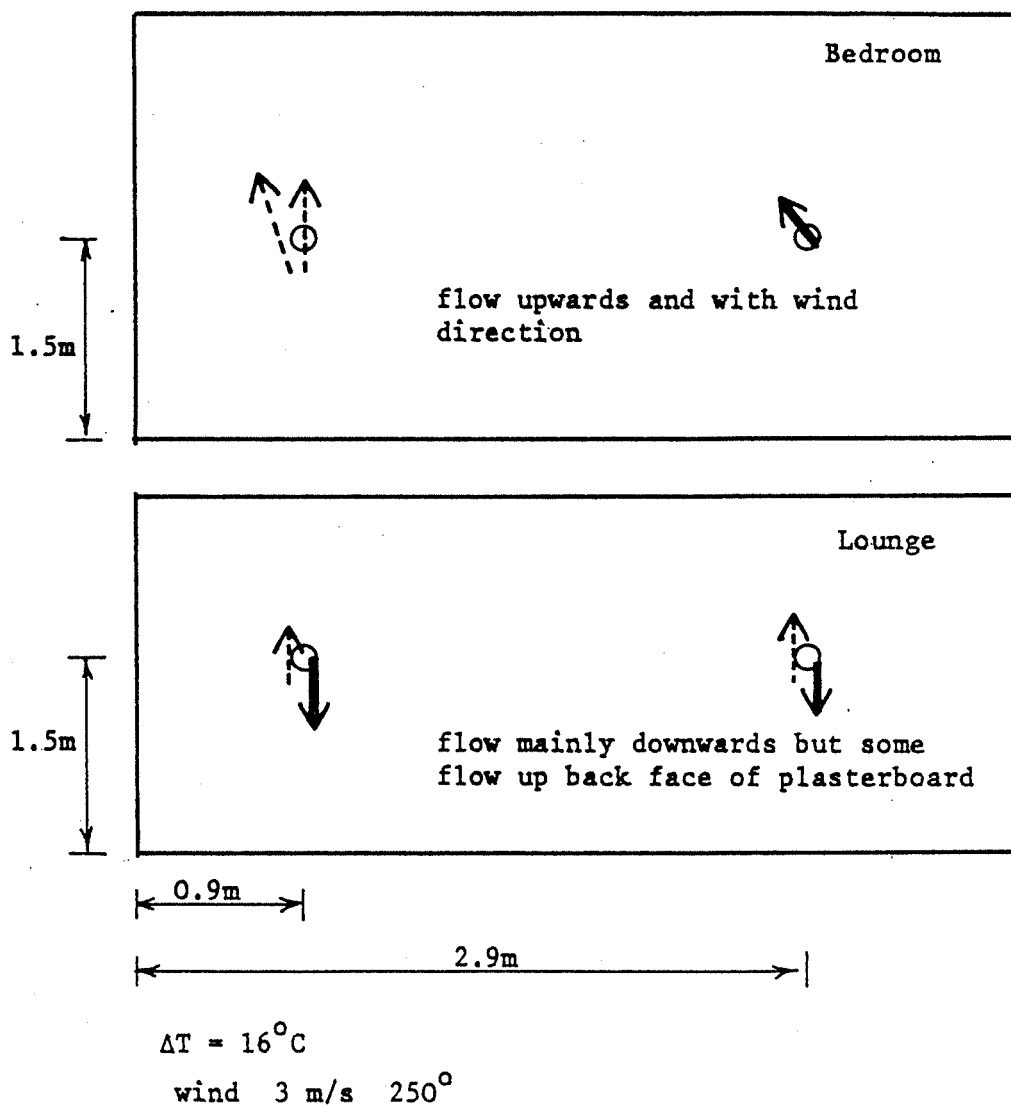 Bedroom
flow upwards and with wind
direction
1.5m
Lounge
1.5m
flow mainly downwards but some
flow up back face of plasterboard
0.9m
2.9m
ΔT = 16°C
wind 3 m/s 250°